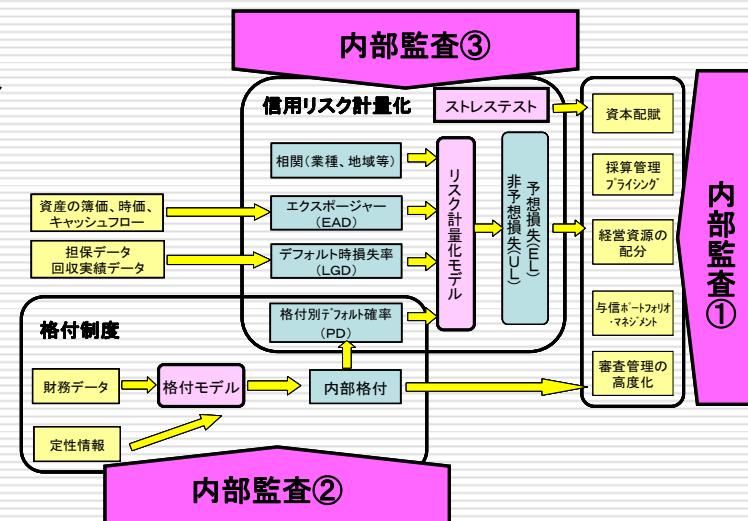 内部監査③
信用リスク計量化
ストレステスト
資本配賦
相関(業種、地域等)
採算管理
プライシング
資産の簿価、時価、
キャッシュフロー
エクスポージャー
(EAD)
リスク計量化モデル
予想損失(EL)
非予想損失(UL)
経営資源の
配分
内部監査①
担保データ
回収実績データ
デフォルト時損失率
(LGD)
格付制度
格付別デフォルト確率
(PD)
与信ポートフォリオ
・マネジメント
財務データ
格付モデル
内部格付
審査管理の
高度化
定性情報
内部監査②